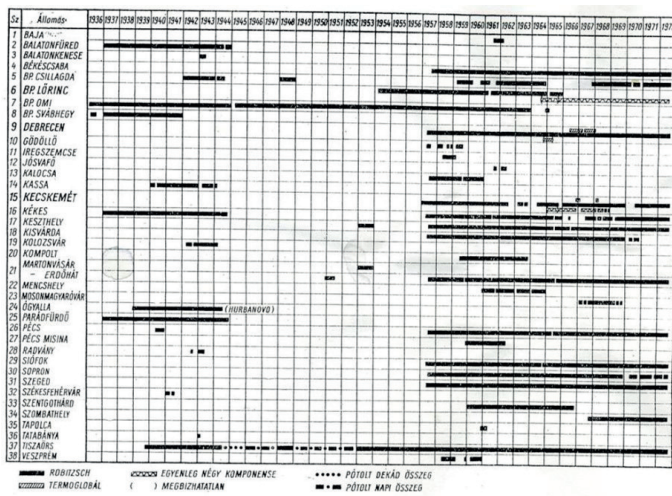 Sz Állomás 1936 1937 1938 1939 1940 1941 1942 1943 1944 1945 1946 1947 1948 1949 1950 1951 1952 1953 1954 1955 1956 1957 1958 1959 1960 1961 1962 1963 1964 1965 1966 1967 1968 1969 1970 1971 197
1 BAJA
2 BALATONFÜRED
3 BALATONKENESE
4 BÉKÉSCSABA
5 BP. CSILLAGDA
6 BP. LŐRINC
7 BP. OMI
8 BP. SVÁBHEGY
9 DEBRECEN
10 GÖDÖLLŐ
11 IREGSZEMCSE
12 JÓSVAFŐ
13 KALOCSA
14 KASSA
15 KECSKEMÉT
16 KÉKES
17 KESZTHELY
18 KISVÁRDA
19 KOLOZSVÁR
20 KOMPOLT
21 MARTONVÁSÁR
- ERDŐHÁT
22 MENCSHELY
23 MOSONMAGYARÓVÁR
24 ÓGYALLA (HURBANOVO)
25 PARÁDFÜRDŐ
26 PÉCS
27 PÉCS MISINA
28 RADVÁNY
29 SIÓFOK
30 SOPRON
31 SZEGED
32 SZÉKESFEHÉRVÁR
33 SZENTGOTHÁRD
34 SZOMBATHELY
35 TAPOLCA
36 TATABÁNYA
37 TISZAÖRS
38 VESZPRÉM
ROBITZSCH EGYENLEG NÉGY KOMPONENSE PÓTOLT DEKÁD ÖSSZEG
TERMOGLOBÁL ( ) MEGBIZHATATLAN PÓTOLT NAPI ÖSSZEG